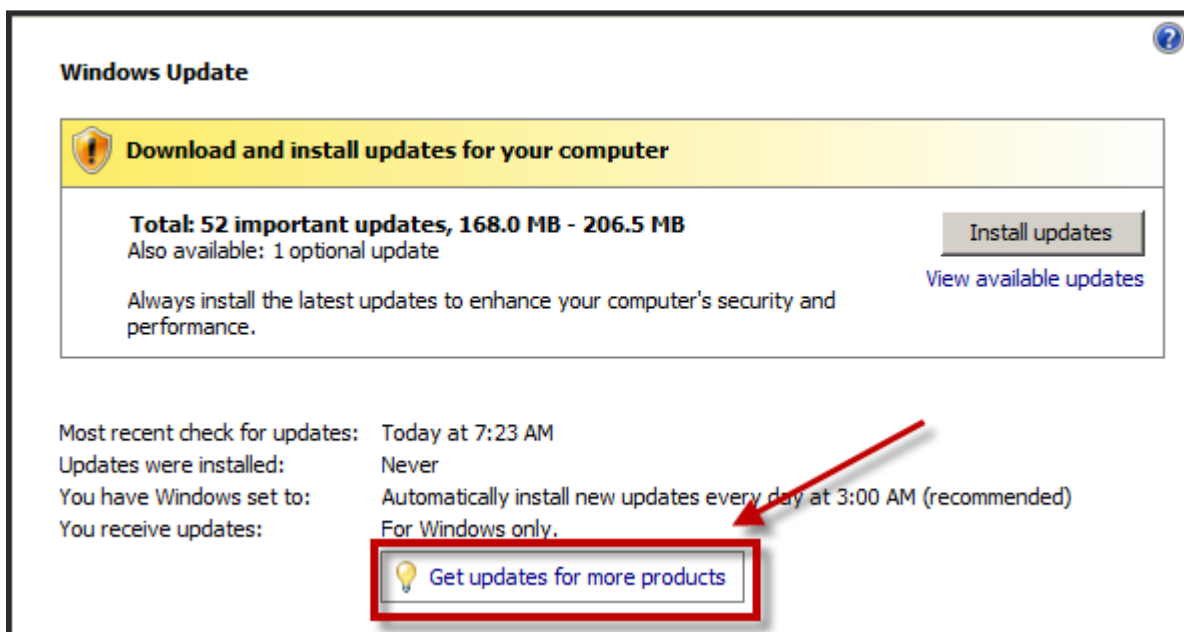 Windows Update
Download and install updates for your computer
Total: 52 important updates, 168.0 MB - 206.5 MB
Also available: 1 optional update
Install updates
View available updates
Always install the latest updates to enhance your computer's security and
performance.
Most recent check for updates: Today at 7:23 AM
Updates were installed: Never
You have Windows set to: Automatically install new updates every day at 3:00 AM (recommended)
You receive updates: For Windows only.
Get updates for more products